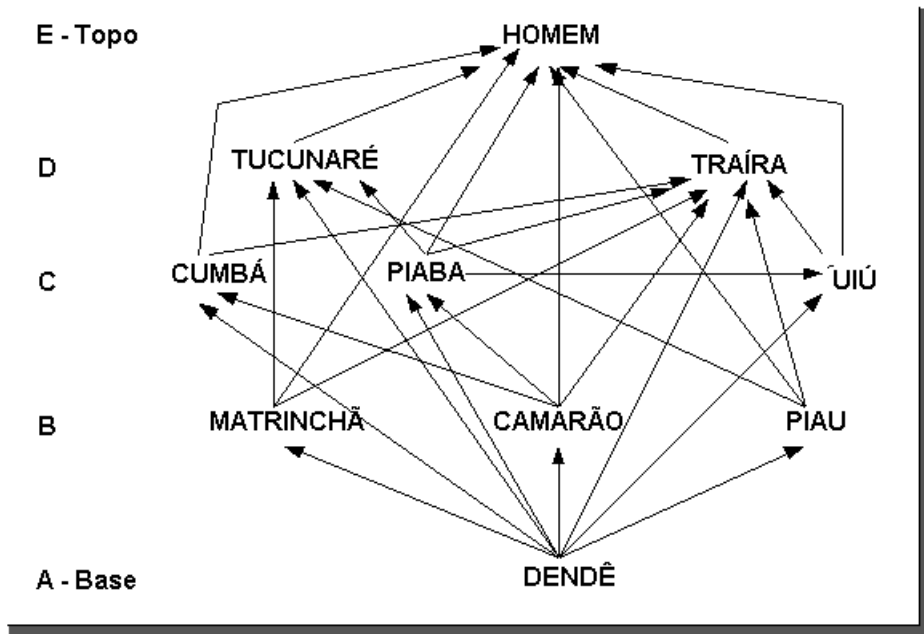 E - Topo HOMEM
D TUCUNARÉ TRAÍRA
C CUMBÁ PIABA UIÚ
B MATRINCHÃ CAMARÃO PIAU
A - Base DENDÊ